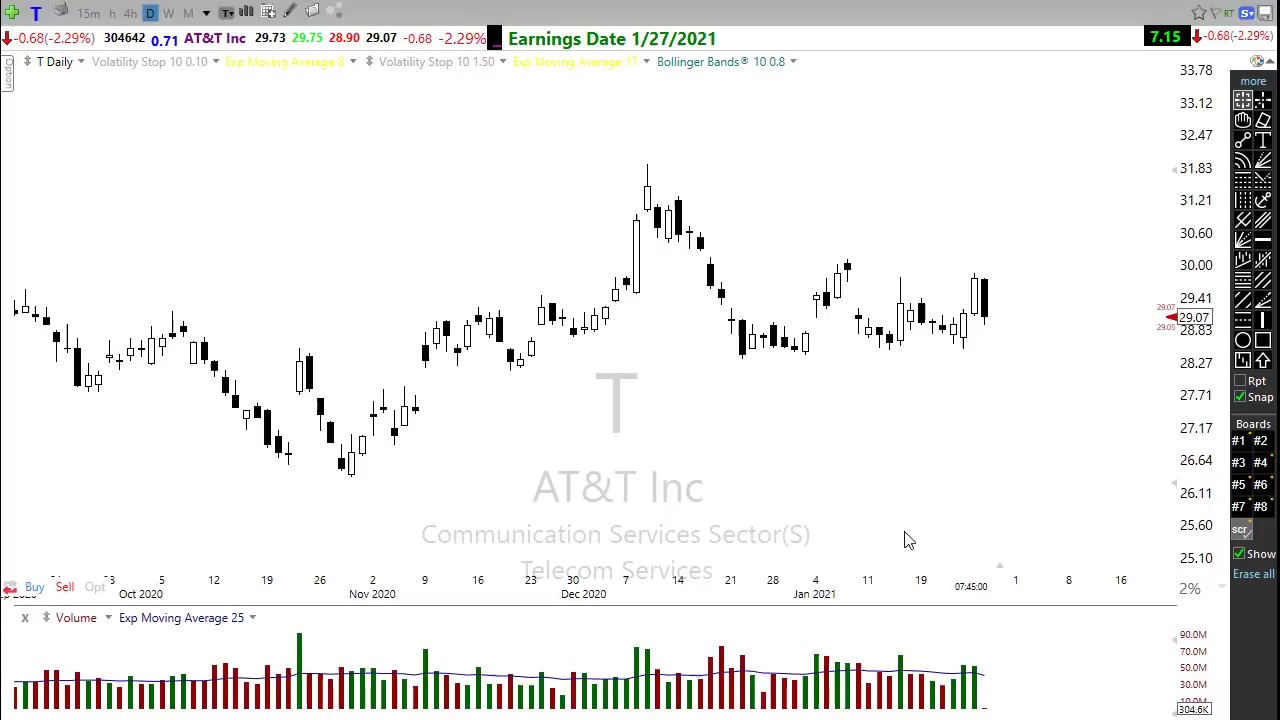 T 15m h 4h D W M T RT S
-0.68(-2.29%) 304642 0.71 AT&T Inc 29.73 29.75 28.90 29.07 -0.68 -2.29% Earnings Date 1/27/2021 7.15 -0.68(-2.29%)
Option
T Daily Volatility Stop 10 0.10 Exp Moving Average 8 Volatility Stop 10 1.50 Exp Moving Average 17 Bollinger Bands® 10 0.8
33.78
33.12
32.47
31.83
31.21
30.60
30.00
29.41
29.07
29.07
29.05
28.83
28.27
27.71
27.17
26.64
26.11
25.60
25.10
2%
more
Rpt
Snap
Boards
#1 #2
#3 #4
#5 #6
#7 #8
scr
Show
Erase all
T
AT&T Inc
Communication Services Sector(S)
Telecom Services
Buy Sell Opt
5 12 19 26 2 9 16 23 30 7 14 21 28 4 11 19 07:45:00 1 8 16
2020 Oct 2020 Nov 2020 Dec 2020 Jan 2021
x Volume Exp Moving Average 25
90.0M
70.0M
50.0M
30.0M
304.6K